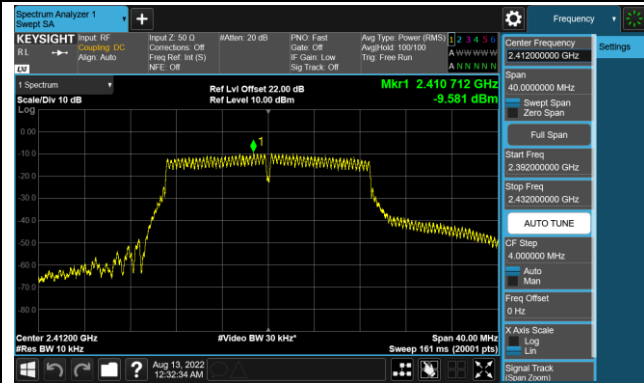 Spectrum Analyzer 1
Swept SA
Frequency
KEYSIGHT
RL
LXI
Input: RF
Coupling: DC
Align: Auto
Input Z: 50 Ω
Corrections: Off
Freq Ref: Int (S)
NFE: Off
#Atten: 20 dB
PNO: Fast
Gate: Off
IF Gain: Low
Sig Track: Off
Avg Type: Power (RMS)
Avg|Hold: 100/100
Trig: Free Run
1 2 3 4 5 6
A W W W W W
A N N N N N
1 Spectrum
Scale/Div 10 dB
Log
Ref Lvl Offset 22.00 dB
Ref Level 10.00 dBm
Mkr1 2.410 712 GHz
-9.581 dBm
0.00
-10.0
-20.0
-30.0
-40.0
-50.0
-60.0
-70.0
-80.0
1
Center 2.41200 GHz
#Res BW 10 kHz
#Video BW 30 kHz*
Span 40.00 MHz
Sweep 161 ms (20001 pts)
Aug 13, 2022
12:32:34 AM
Center Frequency
2.412000000 GHz
Settings
Span
40.0000000 MHz
Swept Span
Zero Span
Full Span
Start Freq
2.392000000 GHz
Stop Freq
2.432000000 GHz
AUTO TUNE
CF Step
4.000000 MHz
Auto
Man
Freq Offset
0 Hz
X Axis Scale
Log
Lin
Signal Track
(Span Zoom)